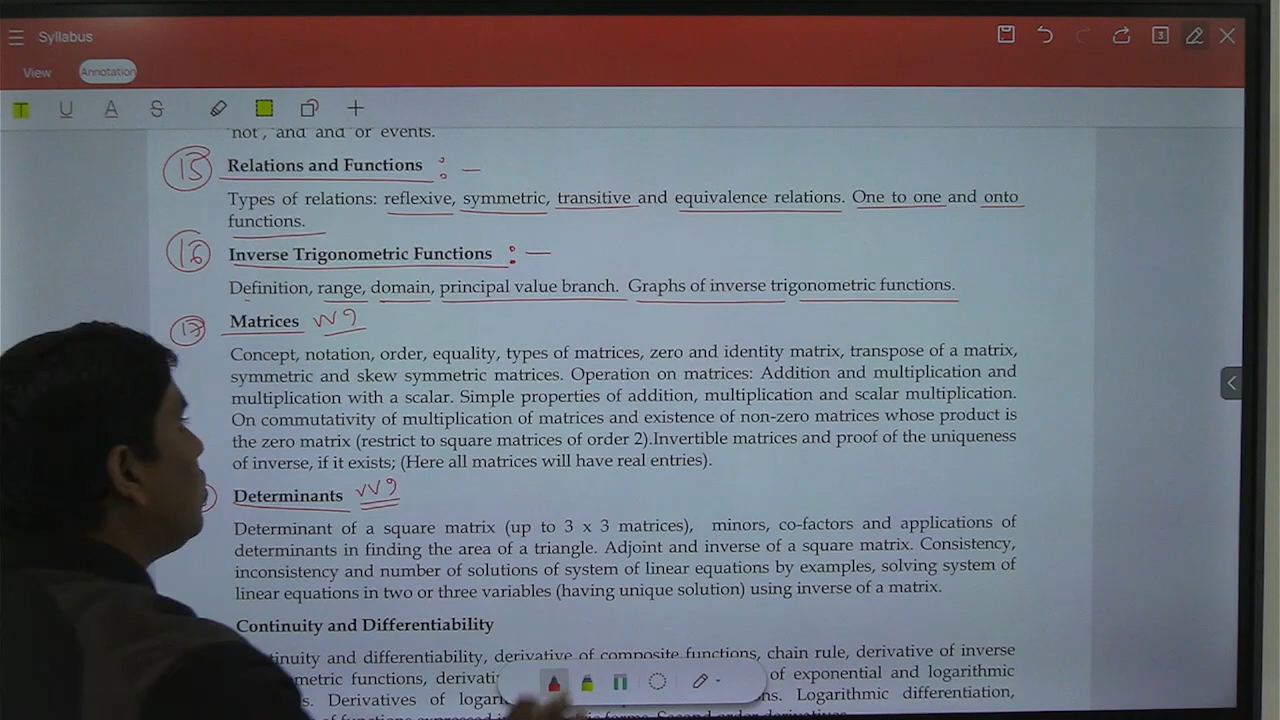 Syllabus
3
View
Annotation
T U A S
'not', 'and' and 'or' events.
15 Relations and Functions :-
Types of relations: reflexive, symmetric, transitive and equivalence relations. One to one and onto
functions.
16 Inverse Trigonometric Functions :-
Definition, range, domain, principal value branch. Graphs of inverse trigonometric functions.
17 Matrices
Concept, notation, order, equality, types of matrices, zero and identity matrix, transpose of a matrix,
symmetric and skew symmetric matrices. Operation on matrices: Addition and multiplication and
multiplication with a scalar. Simple properties of addition, multiplication and scalar multiplication.
On commutativity of multiplication of matrices and existence of non-zero matrices whose product is
the zero matrix (restrict to square matrices of order 2).Invertible matrices and proof of the uniqueness
of inverse, if it exists; (Here all matrices will have real entries).
Determinants
Determinant of a square matrix (up to 3 x 3 matrices), minors, co-factors and applications of
determinants in finding the area of a triangle. Adjoint and inverse of a square matrix. Consistency,
inconsistency and number of solutions of system of linear equations by examples, solving system of
linear equations in two or three variables (having unique solution) using inverse of a matrix.
Continuity and Differentiability
and differentiability, derivative of composite functions, chain rule, derivative of inverse
functions, of exponential and logarithmic
Derivatives of Logarithmic differentiation,